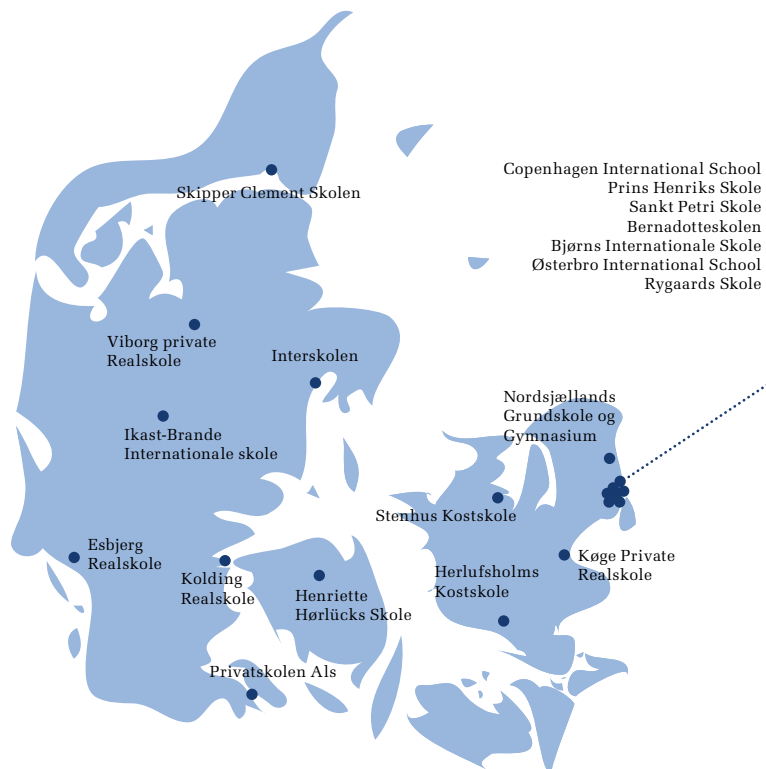 Copenhagen International School
Prins Henriks Skole
Sankt Petri Skole
Bernadotteskolen
Bjørns Internationale Skole
Østerbro International School
Rygaards Skole
Skipper Clement Skolen
Viborg private
Realskole
Interskolen
Nordsjællands
Grundskole og
Gymnasium
Ikast-Brande
Internationale skole
Stenhus Kostskole
Esbjerg
Realskole
Kolding
Realskole
Henriette
Hørlücks Skole
Herlufsholms
Kostskole
Køge Private
Realskole
Privatskolen Als